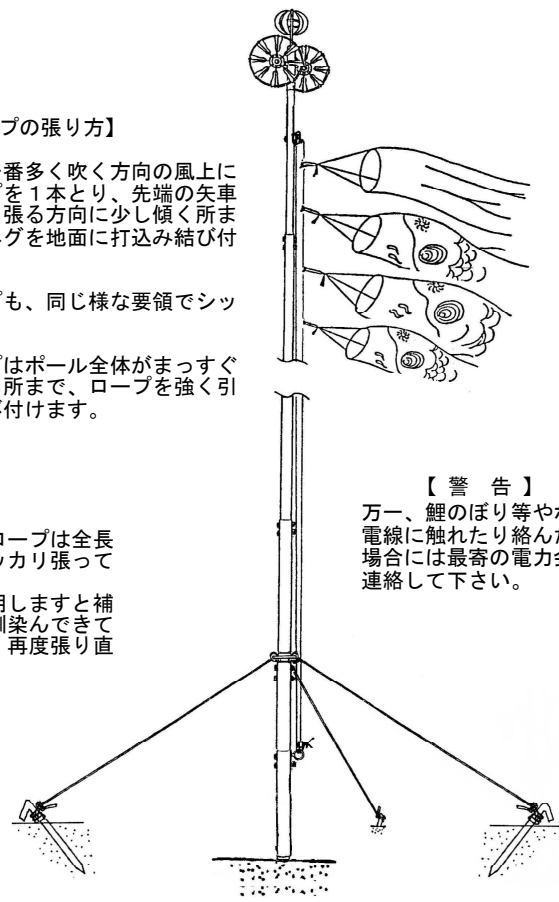 プの張り方】
番多く吹く方向の風上に
プを１本とり、先端の矢車
張る方向に少し傾く所ま
グを地面に打込み結び付
プも、同じ様な要領でシッ
プはポール全体がまっすぐ
所まで、ロープを強く引
び付けます。
ロープは全長
ッカリ張って
用しますと補
馴染んできて
、再度張り直
【 警 告 】
万一、鯉のぼり等や
電線に触れたり絡ん
場合には最寄の電力
連絡して下さい。